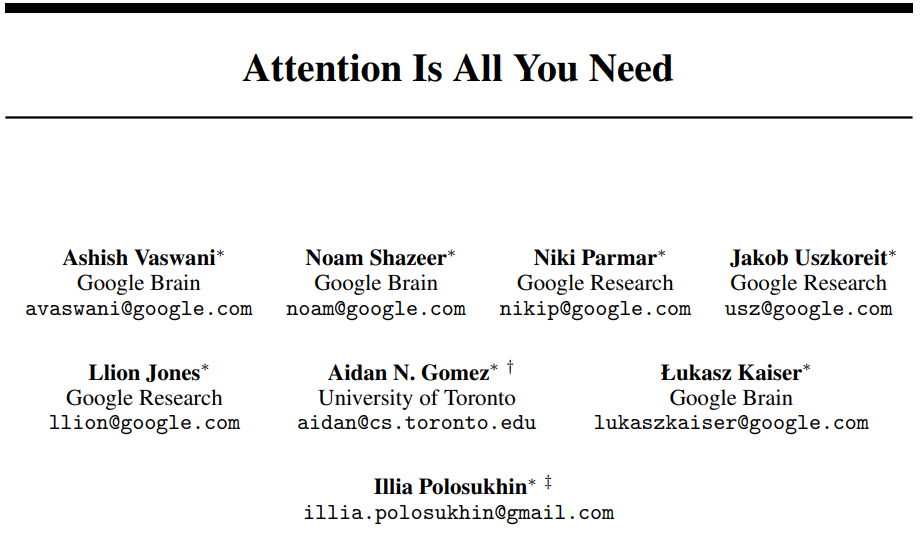 Attention Is All You Need
Ashish Vaswani* Noam Shazeer* Niki Parmar* Jakob Uszkoreit*
Google Brain Google Brain Google Research Google Research
avaswani@google.com noam@google.com nikip@google.com usz@google.com
Llion Jones* Aidan N. Gomez* † Łukasz Kaiser*
Google Research University of Toronto Google Brain
llion@google.com aidan@cs.toronto.edu lukaszkaiser@google.com
Illia Polosukhin* ‡
illia.polosukhin@gmail.com